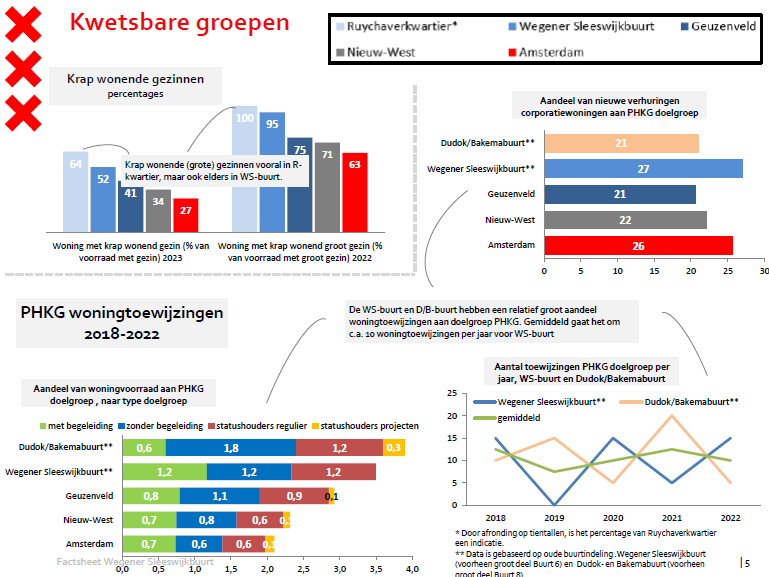 Kwetsbare groepen
Ruychaverkwartier*
Wegener Sleeswijkbuurt
Geuzenveld
Nieuw-West
Amsterdam
Krap wonende gezinnen
percentages
64
52
41
34
27
100
95
75
71
63
Krap wonende (grote) gezinnen vooral in R-
kwartier, maar ook elders in WS-buurt.
Woning met krap wonend gezin (% van
voorraad met gezin) 2023
Woning met krap wonend groot gezin (%
van voorraad met groot gezin) 2022
Aandeel van nieuwe verhuringen
corporatiewoningen aan PHKG doelgroep
Dudok/Bakemabuurt** 21
Wegener Sleeswijkbuurt** 27
Geuzenveld 21
Nieuw-West 22
Amsterdam 26
0 5 10 15 20 25 30
PHKG woningtoewijzingen
2018-2022
De WS-buurt en D/B-buurt hebben een relatief groot aandeel
woningtoewijzingen aan doelgroep PHKG. Gemiddeld gaat het om
c.a. 10 woningtoewijzingen per jaar voor WS-buurt
Aandeel van woningvoorraad aan PHKG
doelgroep , naar type doelgroep
met begeleiding zonder begeleiding statushouders regulier statushouders projecten
Dudok/Bakemabuurt** 0,6 1,8 1,2 0,3
Wegener Sleeswijkbuurt** 1,2 1,2 1,2
Geuzenveld 0,8 1,1 0,9 0,1
Nieuw-West 0,7 0,8 0,6
Amsterdam 0,7 0,6 0,6
0,0 0,5 1,0 1,5 2,0 2,5 3,0 3,5 4,0
Factsheet Wegener Sleeswijkbuurt
Aantal toewijzingen PHKG doelgroep per
jaar, WS-buurt en Dudok/Bakemabuurt
Wegener Sleeswijkbuurt** Dudok/Bakemabuurt**
gemiddeld
25
20
15
10
5
0
2018 2019 2020 2021 2022
* Door afronding op tientallen, is het percentage van Ruychaverkwartier
een indicatie.
** Data is gebaseerd op oude buurtindeling .Wegener Sleeswijkbuurt
(voorheen groot deel Buurt 6) en Dudok- en Bakemabuurt (voorheen
groot deel Buurt 8)
| 5